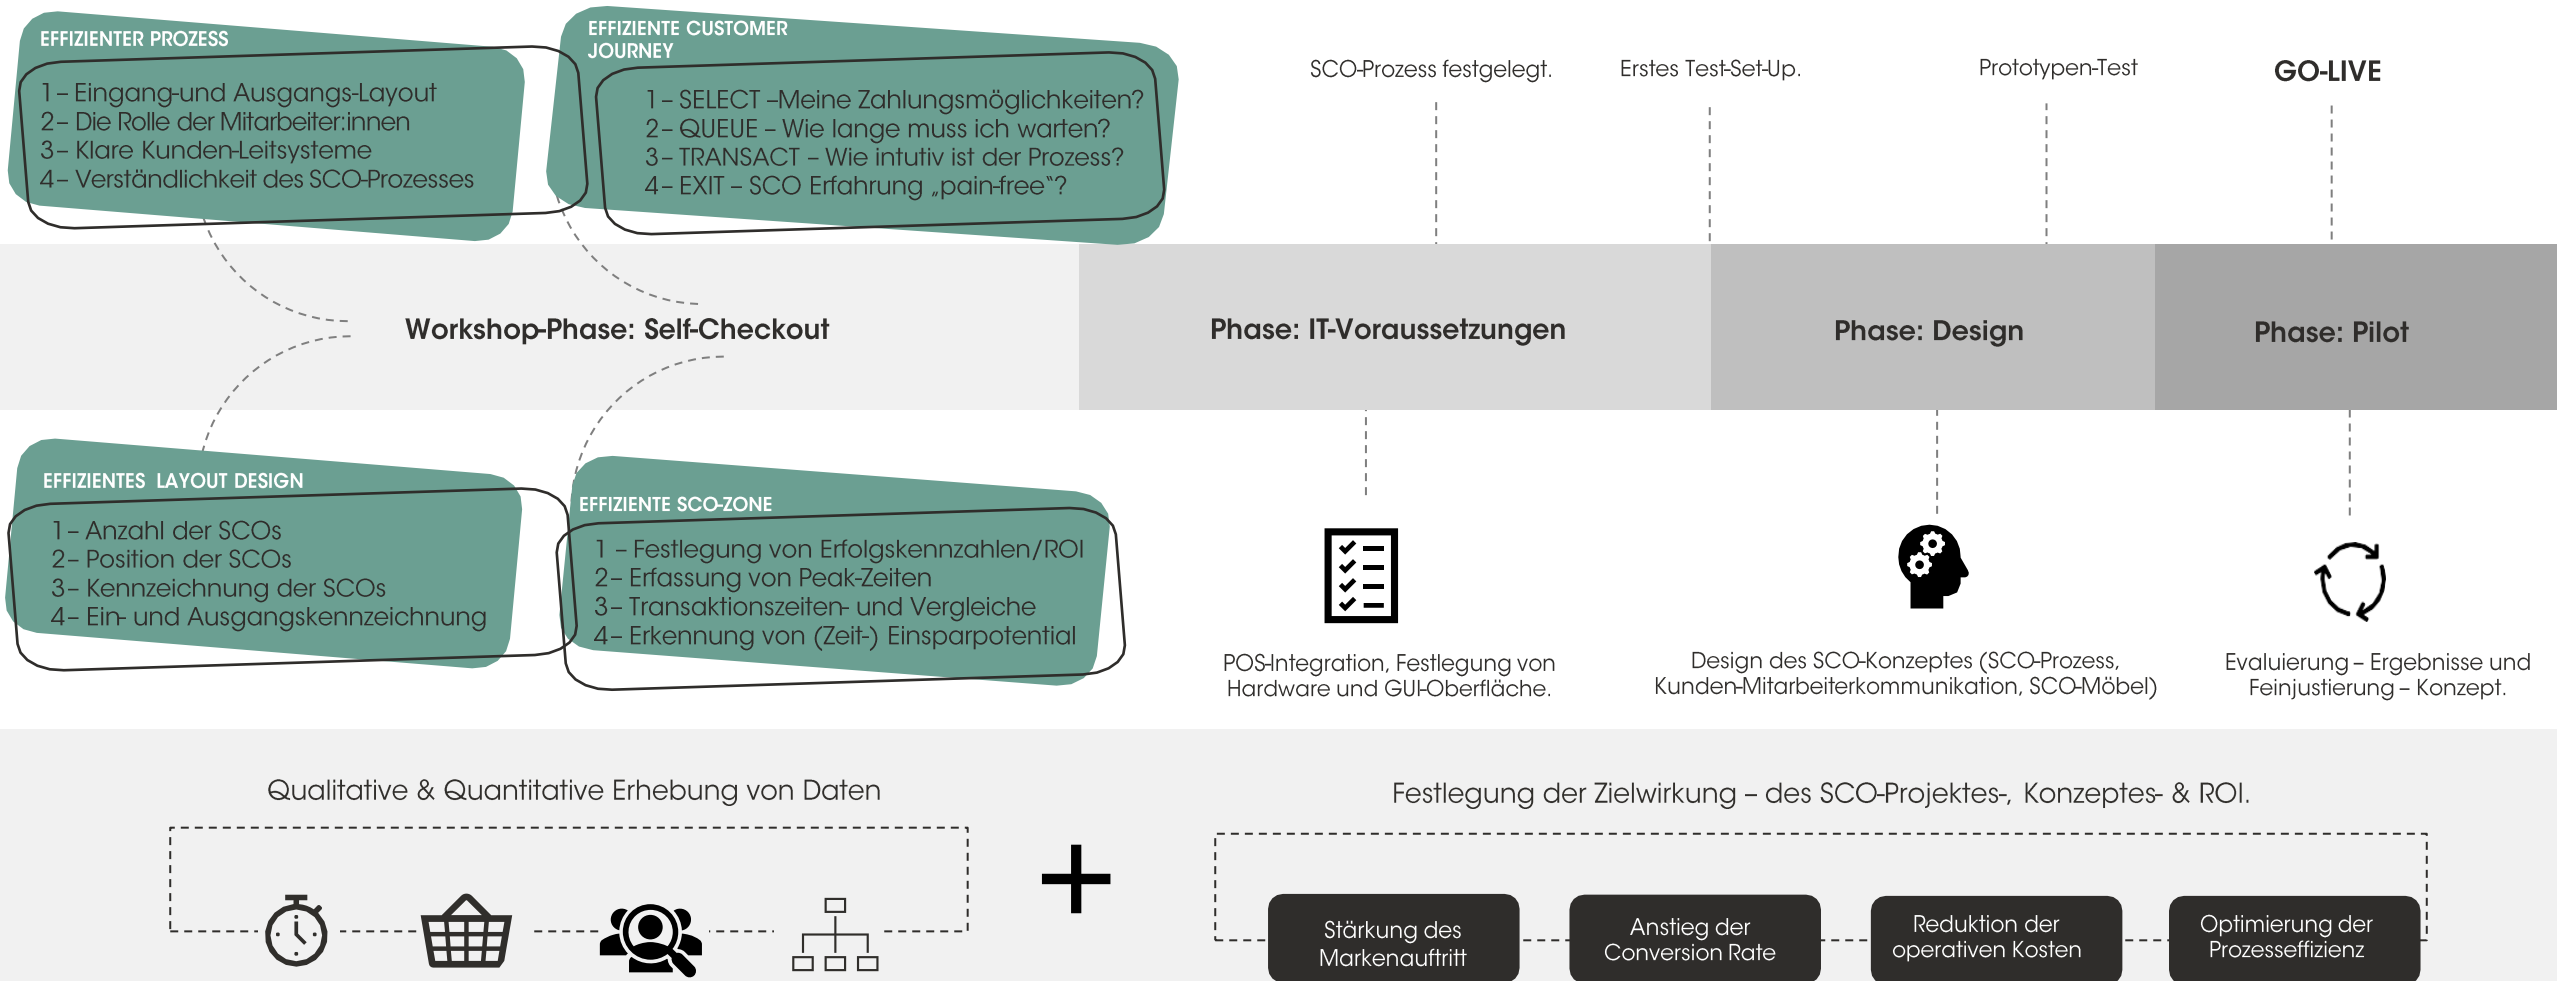 EFFIZIENTER PROZESS
1– Eingang-und Ausgangs-Layout
2– Die Rolle der Mitarbeiter:innen
3– Klare Kunden-Leitsysteme
4– Verständlichkeit des SCO-Prozesses
EFFIZIENTE CUSTOMER
JOURNEY
1– SELECT –Meine Zahlungsmöglichkeiten?
2– QUEUE – Wie lange muss ich warten?
3– TRANSACT – Wie intutiv ist der Prozess?
4– EXIT – SCO Erfahrung „pain-free“?
SCO-Prozess festgelegt.
Erstes Test-Set-Up.
Prototypen-Test
GO-LIVE
Workshop-Phase: Self-Checkout
Phase: IT-Voraussetzungen
Phase: Design
Phase: Pilot
EFFIZIENTES LAYOUT DESIGN
1– Anzahl der SCOs
2– Position der SCOs
3– Kennzeichnung der SCOs
4– Ein- und Ausgangskennzeichnung
EFFIZIENTE SCO-ZONE
1 – Festlegung von Erfolgskennzahlen/ROI
2– Erfassung von Peak-Zeiten
3– Transaktionszeiten- und Vergleiche
4– Erkennung von (Zeit-) Einsparpotential
POS-Integration, Festlegung von
Hardware und GUI-Oberfläche.
Design des SCO-Konzeptes (SCO-Prozess,
Kunden-Mitarbeiterkommunikation, SCO-Möbel)
Evaluierung – Ergebnisse und
Feinjustierung – Konzept.
Qualitative & Quantitative Erhebung von Daten
Festlegung der Zielwirkung – des SCO-Projektes-, Konzeptes- & ROI.
Stärkung des
Markenauftritt
Anstieg der
Conversion Rate
Reduktion der
operativen Kosten
Optimierung der
Prozesseffizienz